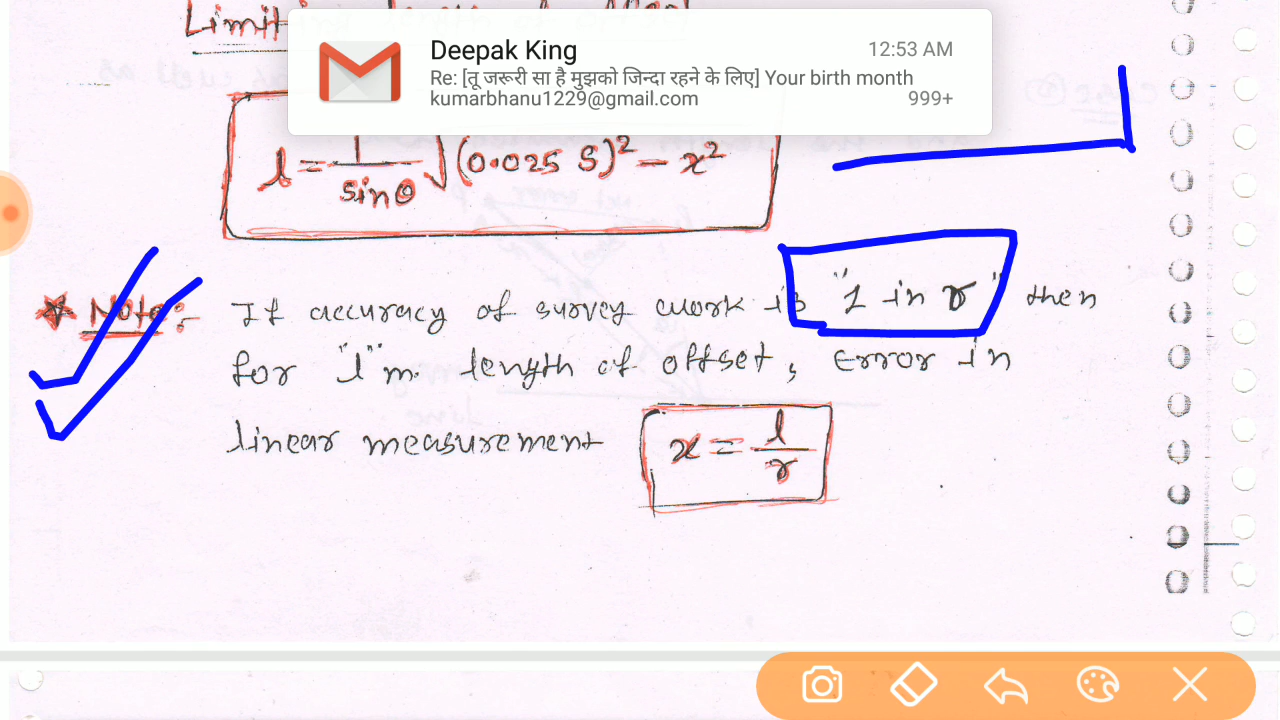 Limit
Deepak King 12:53 AM
Re: [तू जरूरी सा है मुझको जिन्दा रहने के लिए] Your birth month
kumarbhanu1229@gmail.com 999+
l = 1/sinθ √(0.025 S)² − x²
* Note:- If accuracy of survey work is "1 in r" then
for "l" m. length of offset, Error in
linear measurement x = l/r